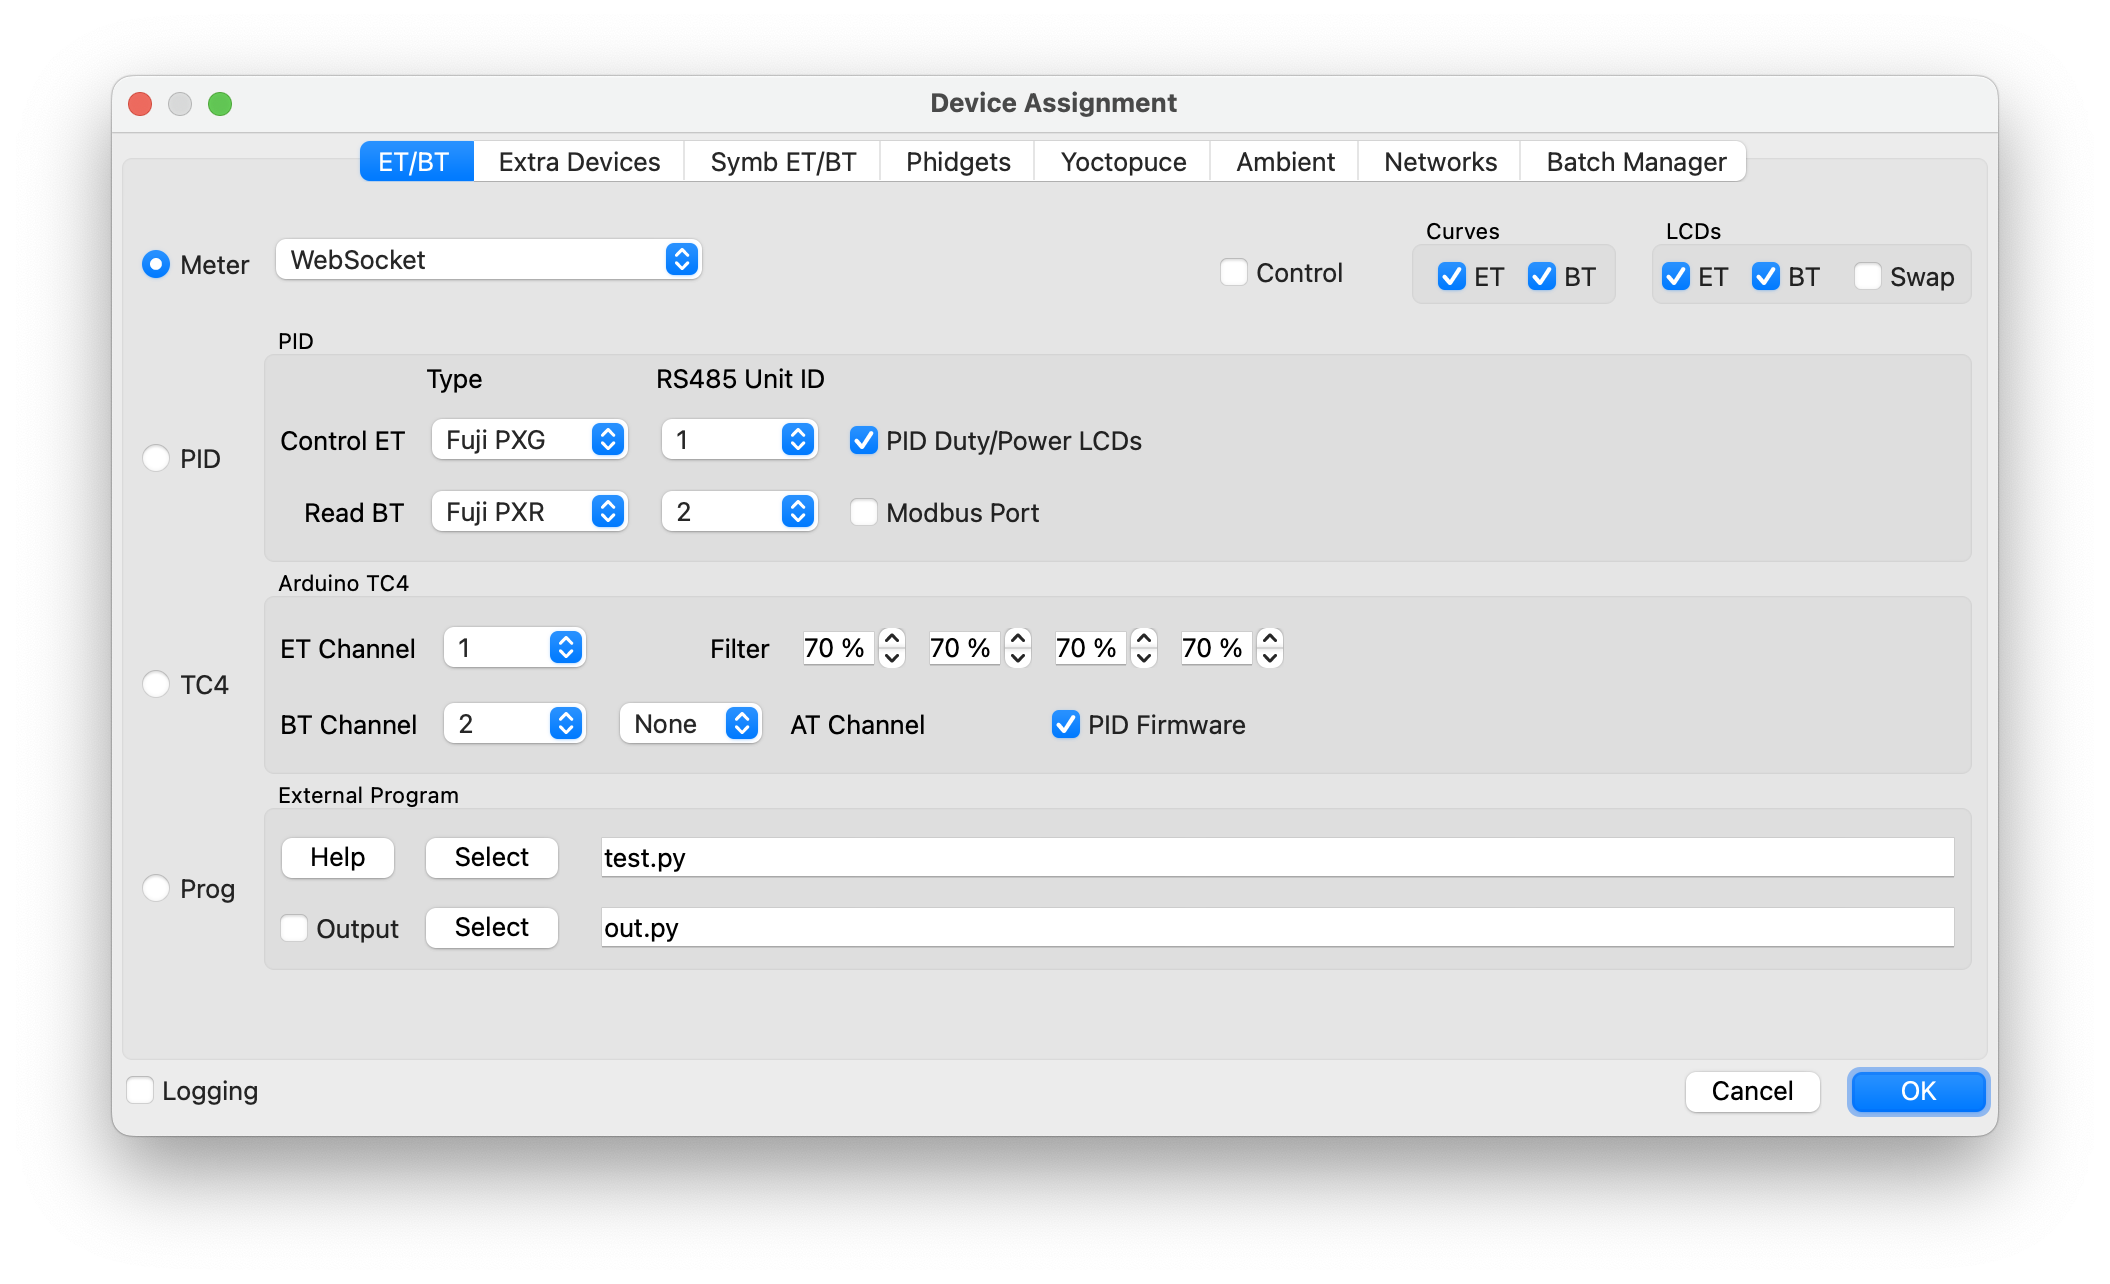 Device Assignment
ET/BT Extra Devices Symb ET/BT Phidgets Yoctopuce Ambient Networks Batch Manager
Curves LCDs
Meter WebSocket Control ET BT ET BT Swap
PID
Type RS485 Unit ID
Control ET Fuji PXG 1 PID Duty/Power LCDs
PID
Read BT Fuji PXR 2 Modbus Port
Arduino TC4
ET Channel 1 Filter 70 % 70 % 70 % 70 %
TC4
BT Channel 2 None AT Channel PID Firmware
External Program
Help Select test.py
Prog
Output Select out.py
Logging Cancel OK